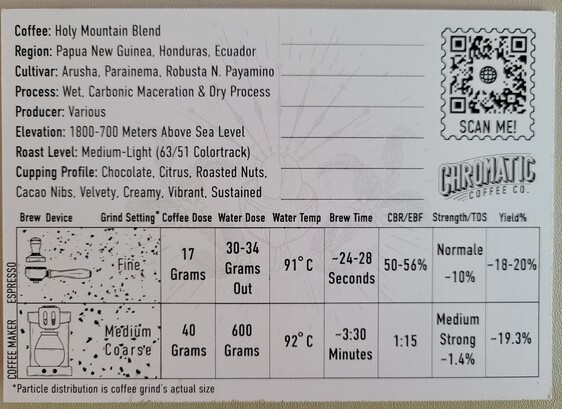 Coffee: Holy Mountain Blend
Region: Papua New Guinea, Honduras, Ecuador
Cultivar: Arusha, Parainema, Robusta N. Payamino
Process: Wet, Carbonic Maceration & Dry Process
Producer: Various
Elevation: 1800-700 Meters Above Sea Level
Roast Level: Medium-Light (63/51 Colortrack)
Cupping Profile: Chocolate, Citrus, Roasted Nuts,
Cacao Nibs, Velvety, Creamy, Vibrant, Sustained
SCAN ME!
CHROMATIC
COFFEE CO.
Brew Device Grind Setting* Coffee Dose Water Dose Water Temp Brew Time CBR/EBF Strength/TDS Yield%
ESPRESSO
Fine
17
Grams
30-34
Grams
Out
91°C
~24-28
Seconds
50-56%
Normale
~10%
~18-20%
COFFEE MAKER
Medium
Coarse
40
Grams
600
Grams
92°C
~3:30
Minutes
1:15
Medium
Strong
~1.4%
~19.3%
*Particle distribution is coffee grind's actual size